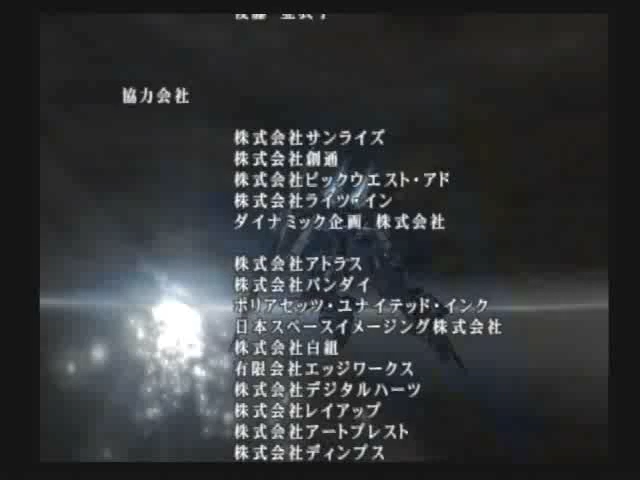 協力会社
株式会社サンライズ
株式会社創通
株式会社ビックウエスト・アド
株式会社ライツ・イン
ダイナミック企画 株式会社
株式会社アトラス
株式会社バンダイ
ポリアセッツ・ユナイテッド・インク
日本スペースイメージング株式会社
株式会社白組
有限会社エッジワークス
株式会社デジタルハーツ
株式会社レイアップ
株式会社アートプレスト
株式会社ディンプス